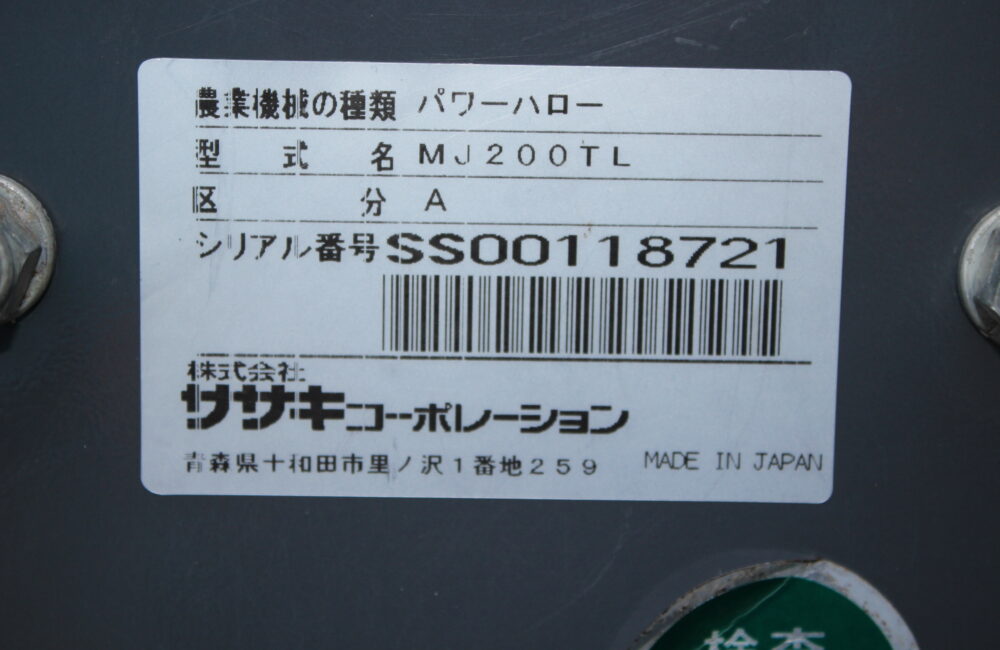 農業機械の種類 パワーハロー
型式名 MJ200TL
区分 A
シリアル番号 SS00118721
株式会社
ササキコーポレーション
青森県十和田市里ノ沢1番地259 MADE IN JAPAN
検査